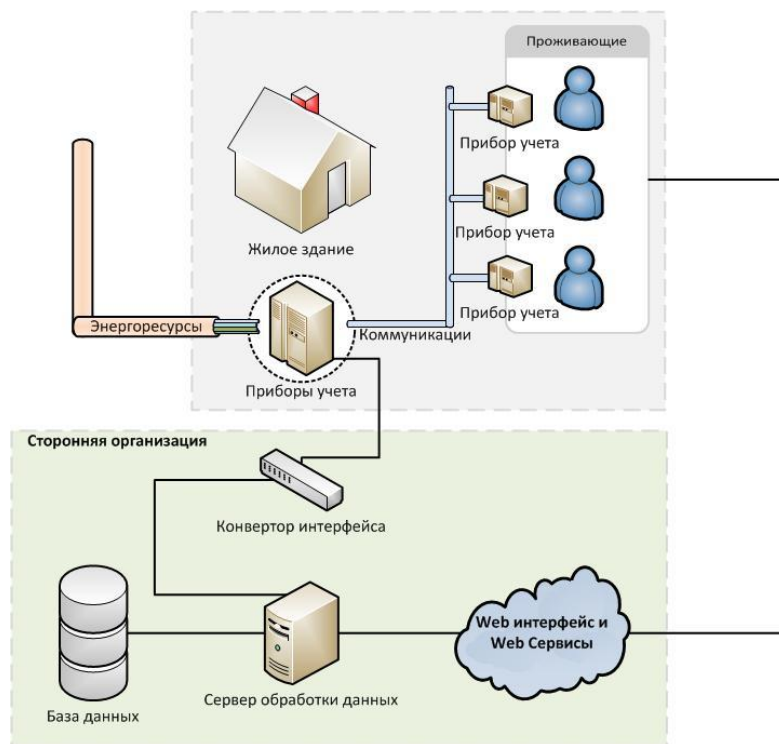 Проживающие
Прибор учета
Жилое здание
Прибор учета
Прибор учета
Энергоресурсы
Коммуникации
Приборы учета
Сторонняя организация
Конвертор интерфейса
Web интерфейс и
Web Сервисы
База данных
Сервер обработки данных